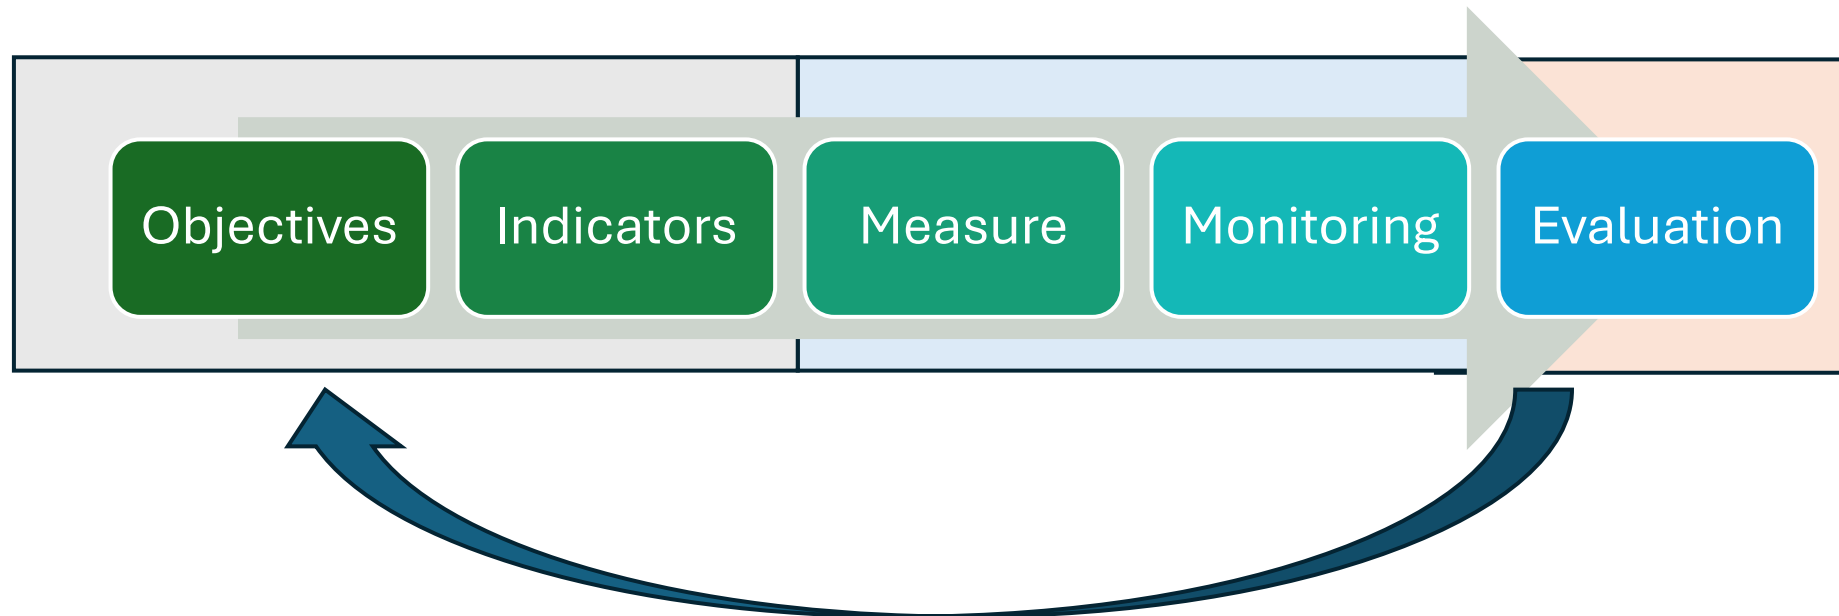 Objectives
Indicators
Measure
Monitoring
Evaluation